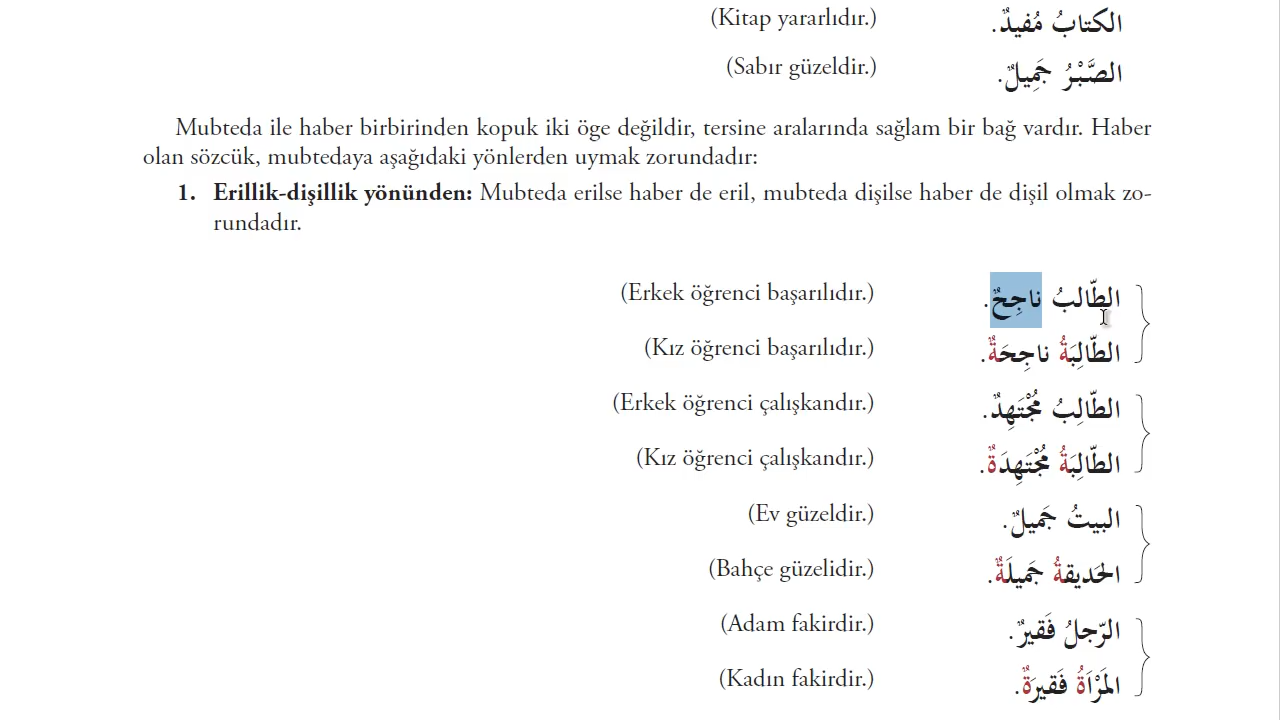 (Kitap yararlıdır.) الكتابُ مُفيدٌ.
(Sabır güzeldir.) الصَّبْرُ جَمِيلٌ.
Mubteda ile haber birbirinden kopuk iki öge değildir, tersine aralarında sağlam bir bağ vardır. Haber
olan sözcük, mubtedaya aşağıdaki yönlerden uymak zorundadır:
1. Erillik-dişillik yönünden: Mubteda erilse haber de eril, mubteda dişilse haber de dişil olmak zo-
rundadır.
(Erkek öğrenci başarılıdır.) الطّالبُ ناجِحٌ.
(Kız öğrenci başarılıdır.) الطّالِبَةُ ناجِحَةٌ.
(Erkek öğrenci çalışkandır.) الطّالِبُ مُجْتَهِدٌ.
(Kız öğrenci çalışkandır.) الطّالِبَةُ مُجْتَهِدَةٌ.
(Ev güzeldir.) البيتُ جَميلٌ.
(Bahçe güzelidir.) الحَديقةُ جَميلَةٌ.
(Adam fakirdir.) الرّجلُ فَقيرٌ.
(Kadın fakirdir.) المَرْاَةُ فَقيرَةٌ.